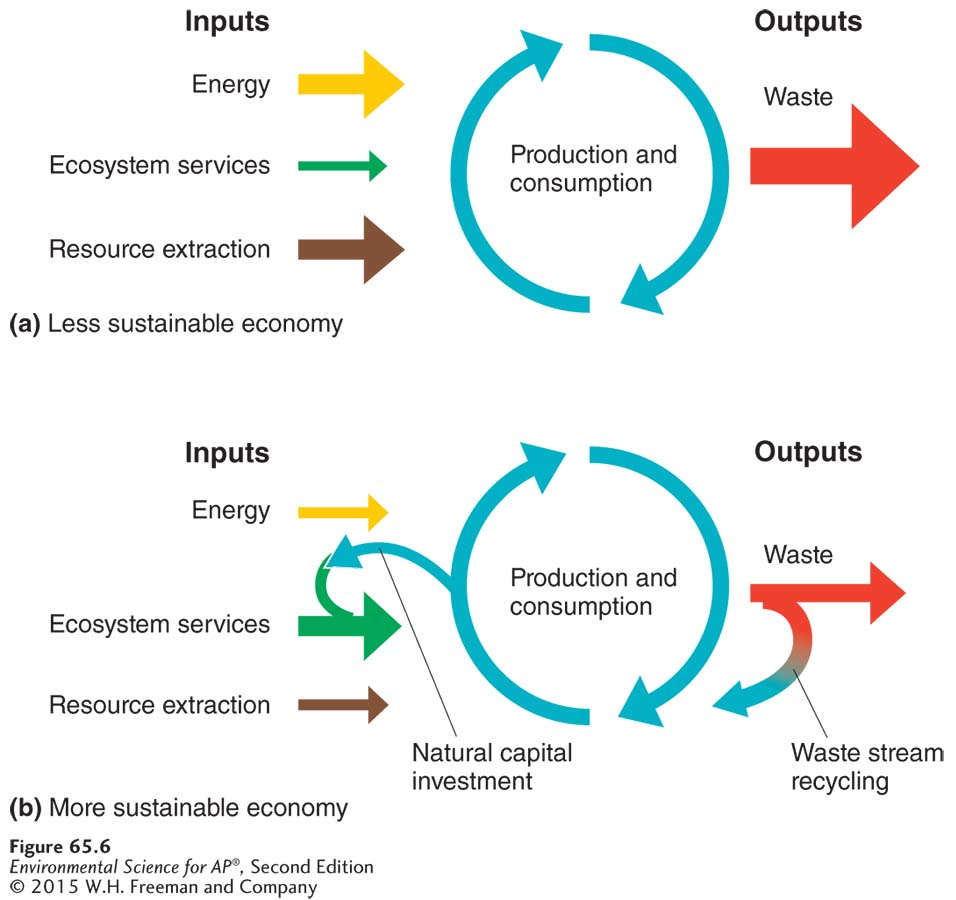 Inputs
Outputs
Energy
Waste
Ecosystem services
Production and
consumption
Resource extraction
(a) Less sustainable economy
Inputs
Outputs
Energy
Waste
Production and
consumption
Ecosystem services
Resource extraction
Natural capital
investment
Waste stream
recycling
(b) More sustainable economy
Figure 65.6
Environmental Science for AP®, Second Edition
© 2015 W.H. Freeman and Company